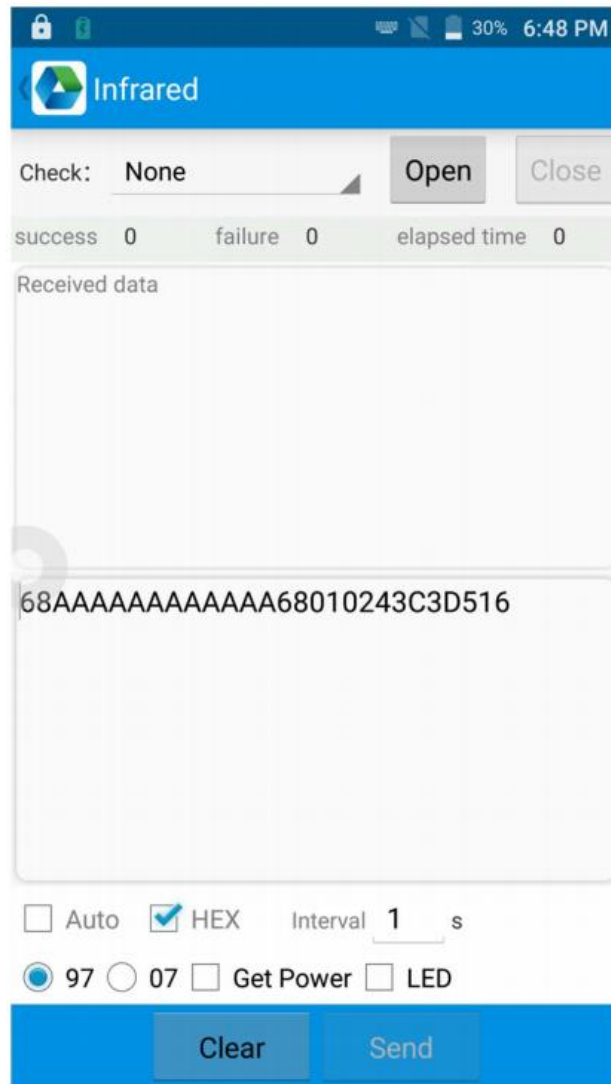 30% 6:48 PM
Infrared
Check: None Open Close
success 0 failure 0 elapsed time 0
Received data
68AAAAAAAAAAAA68010243C3D516
Auto HEX Interval 1 s
97 07 Get Power LED
Clear Send